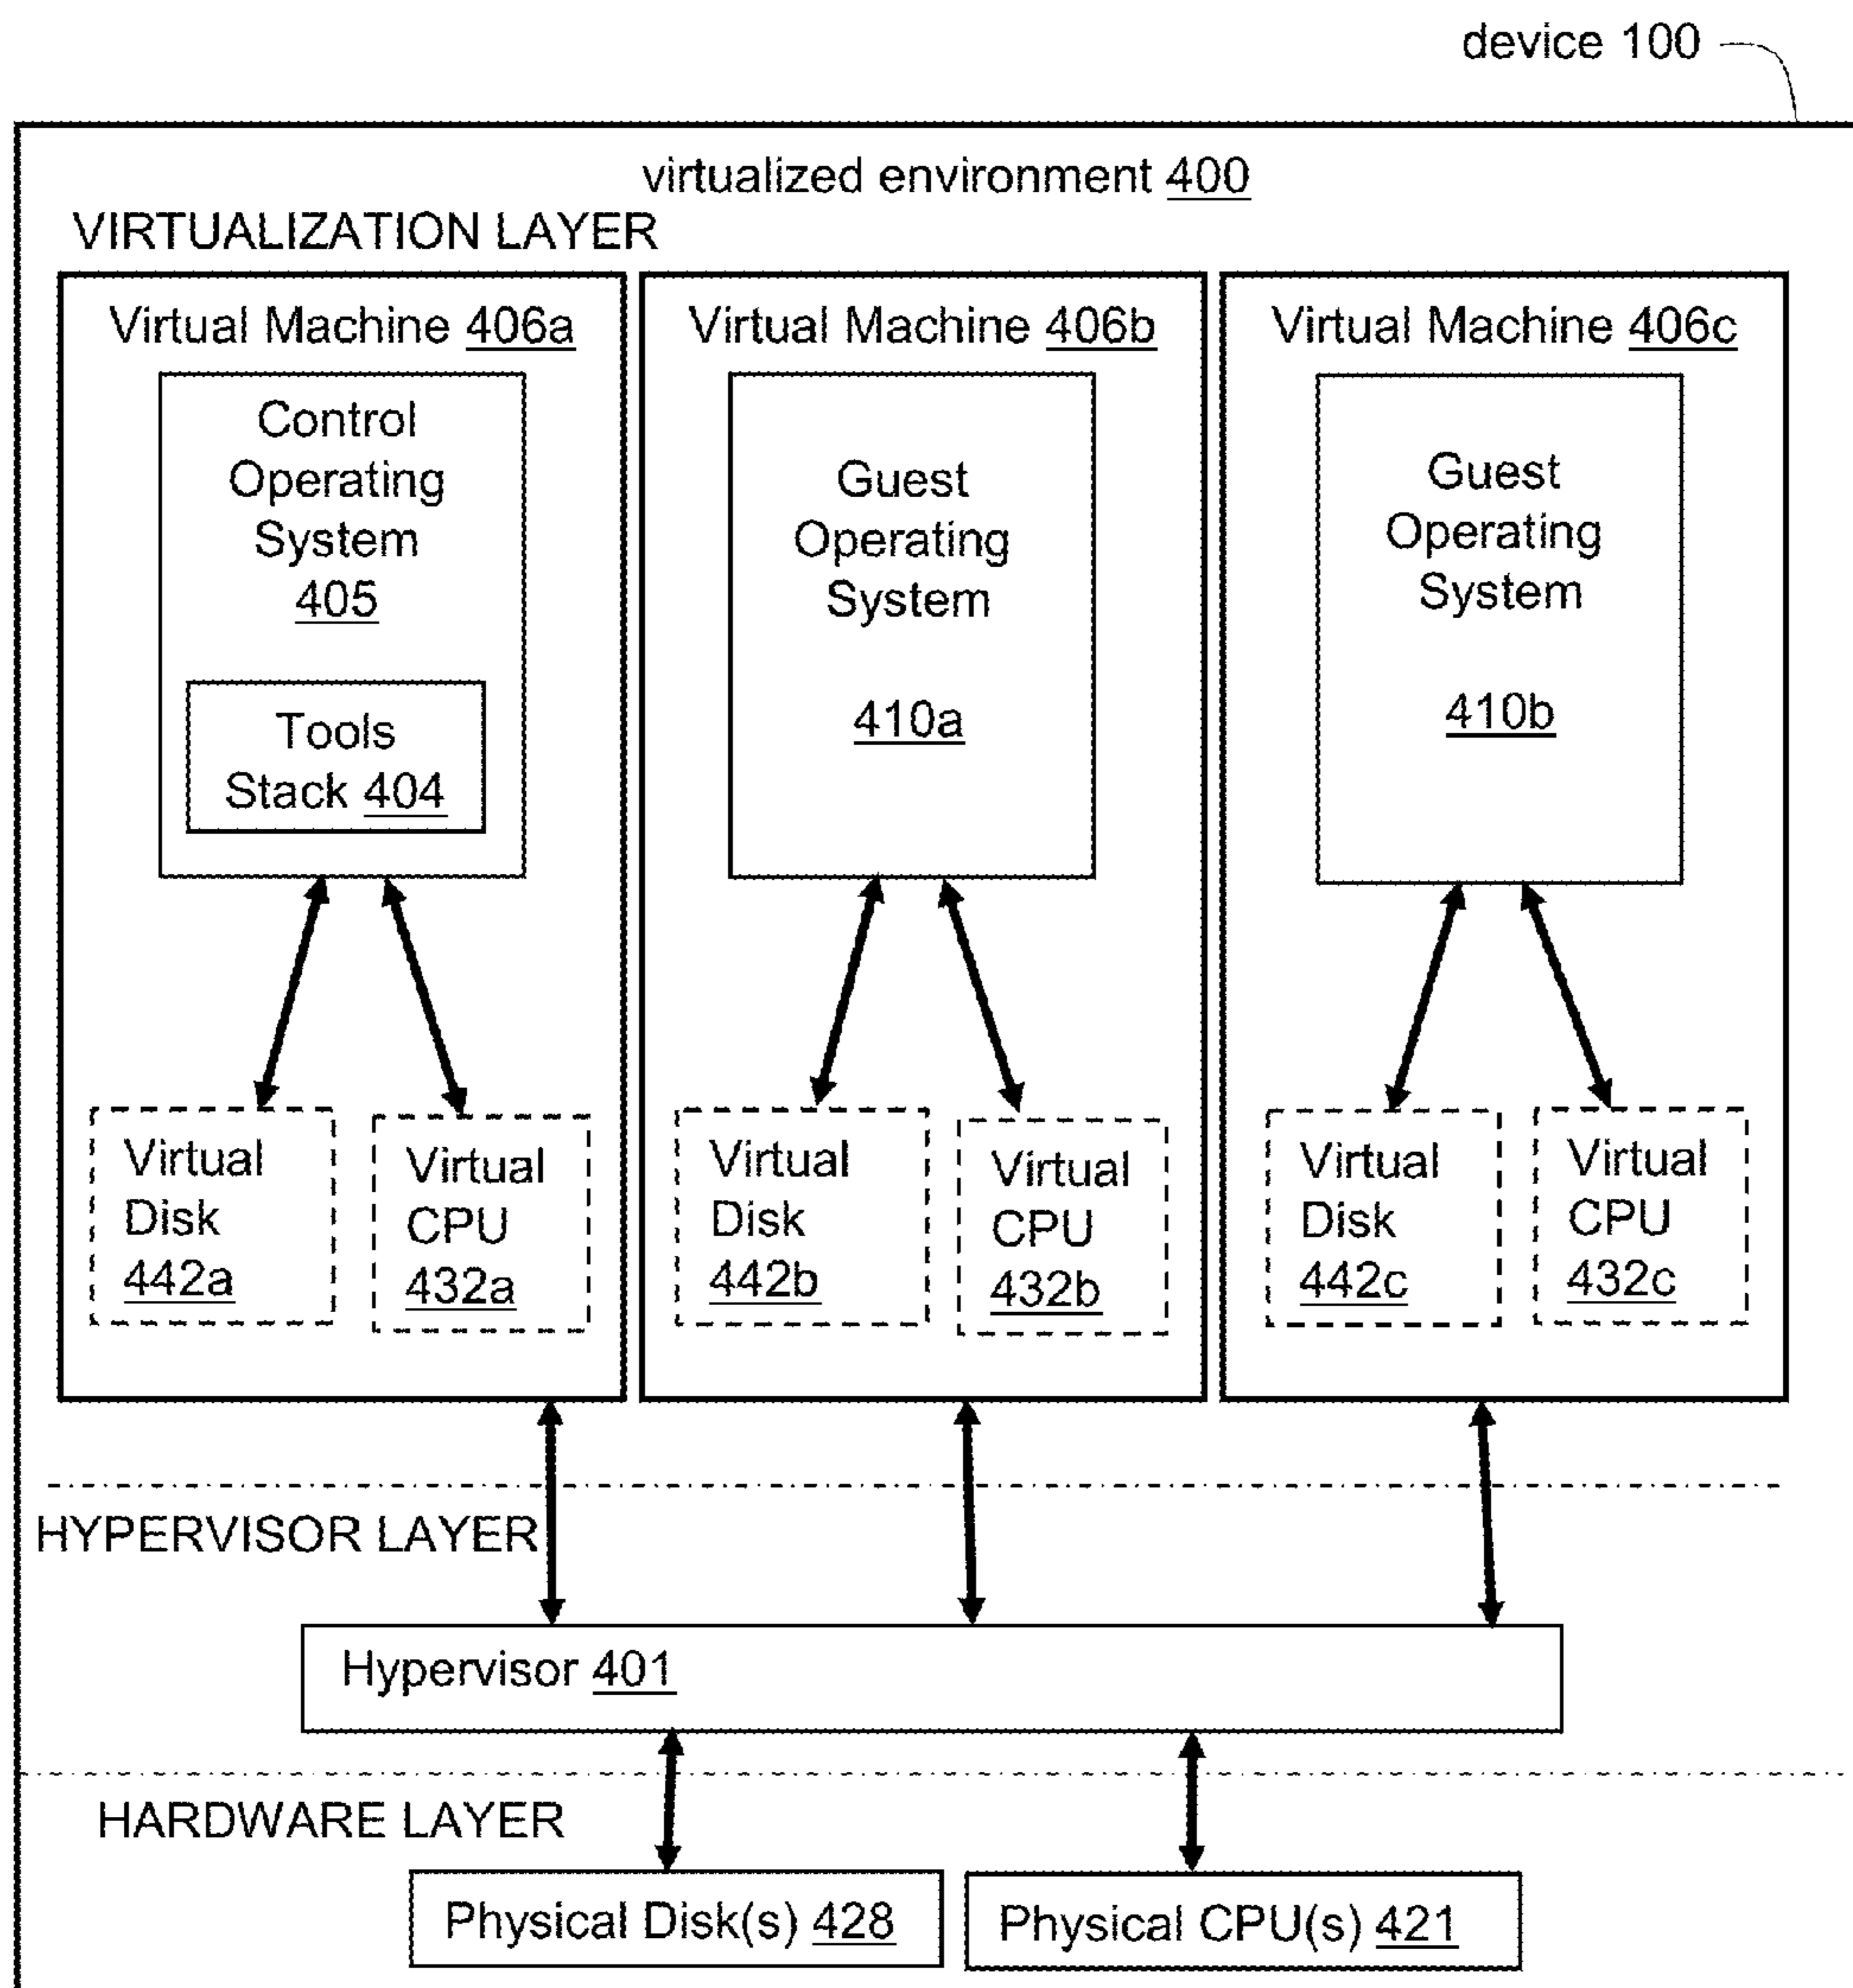 device 100
virtualized environment 400
VIRTUALIZATION LAYER
Virtual Machine 406a
Control
Operating
System
405
Tools
Stack 404
Virtual
Disk
442a
Virtual
CPU
432a
Virtual Machine 406b
Guest
Operating
System
410a
Virtual
Disk
442b
Virtual
CPU
432b
Virtual Machine 406c
Guest
Operating
System
410b
Virtual
Disk
442c
Virtual
CPU
432c
HYPERVISOR LAYER
Hypervisor 401
HARDWARE LAYER
Physical Disk(s) 428
Physical CPU(s) 421